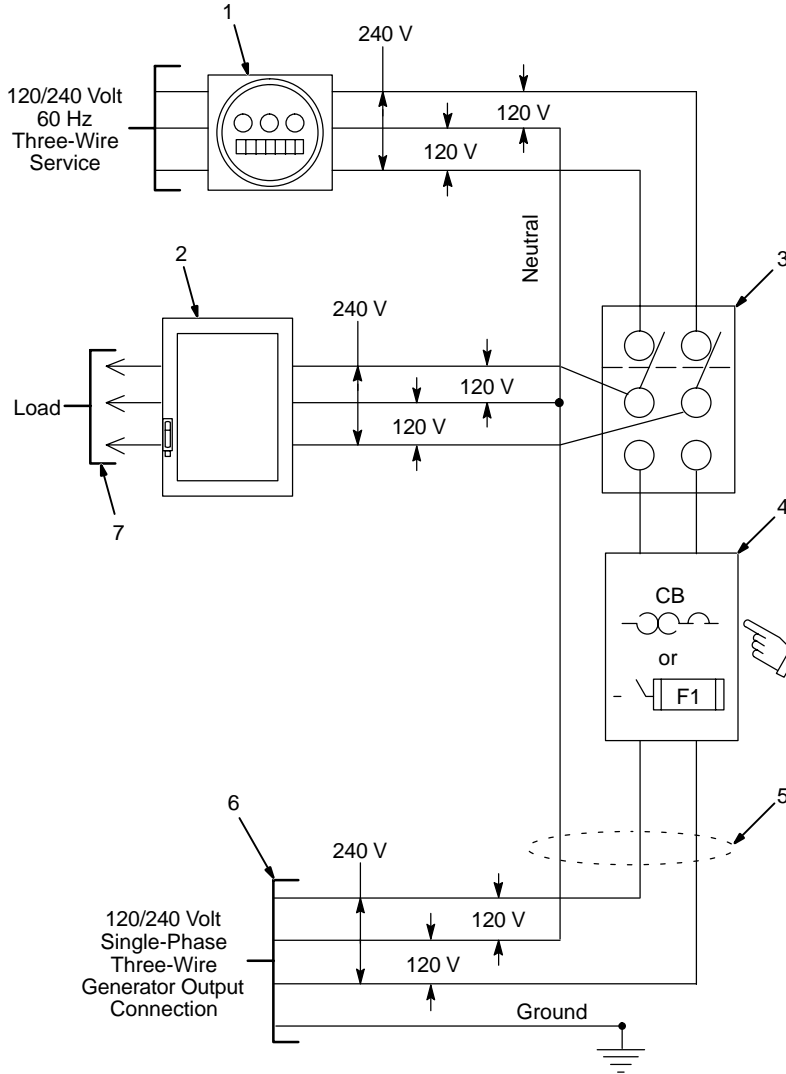 1
240 V
120/240 Volt
60 Hz
Three-Wire
Service
120 V
120 V
Neutral
2
3
240 V
120 V
Load
120 V
7
4
CB
or
F1
5
6
240 V
120/240 Volt
Single-Phase
Three-Wire
Generator Output
Connection
120 V
120 V
Ground